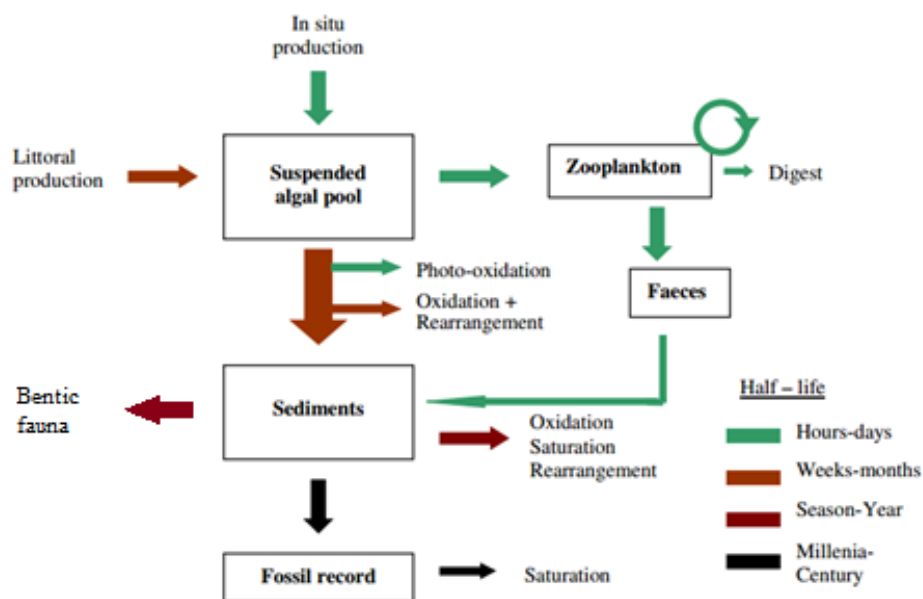 In situ
production
Littoral
production
Suspended
algal pool
Zooplankton
Digest
Photo-oxidation
Oxidation +
Rearrangement
Faeces
Bentic
fauna
Sediments
Oxidation
Saturation
Rearrangement
Fossil record
Saturation
Half – life
Hours-days
Weeks-months
Season-Year
Millenia-
Century